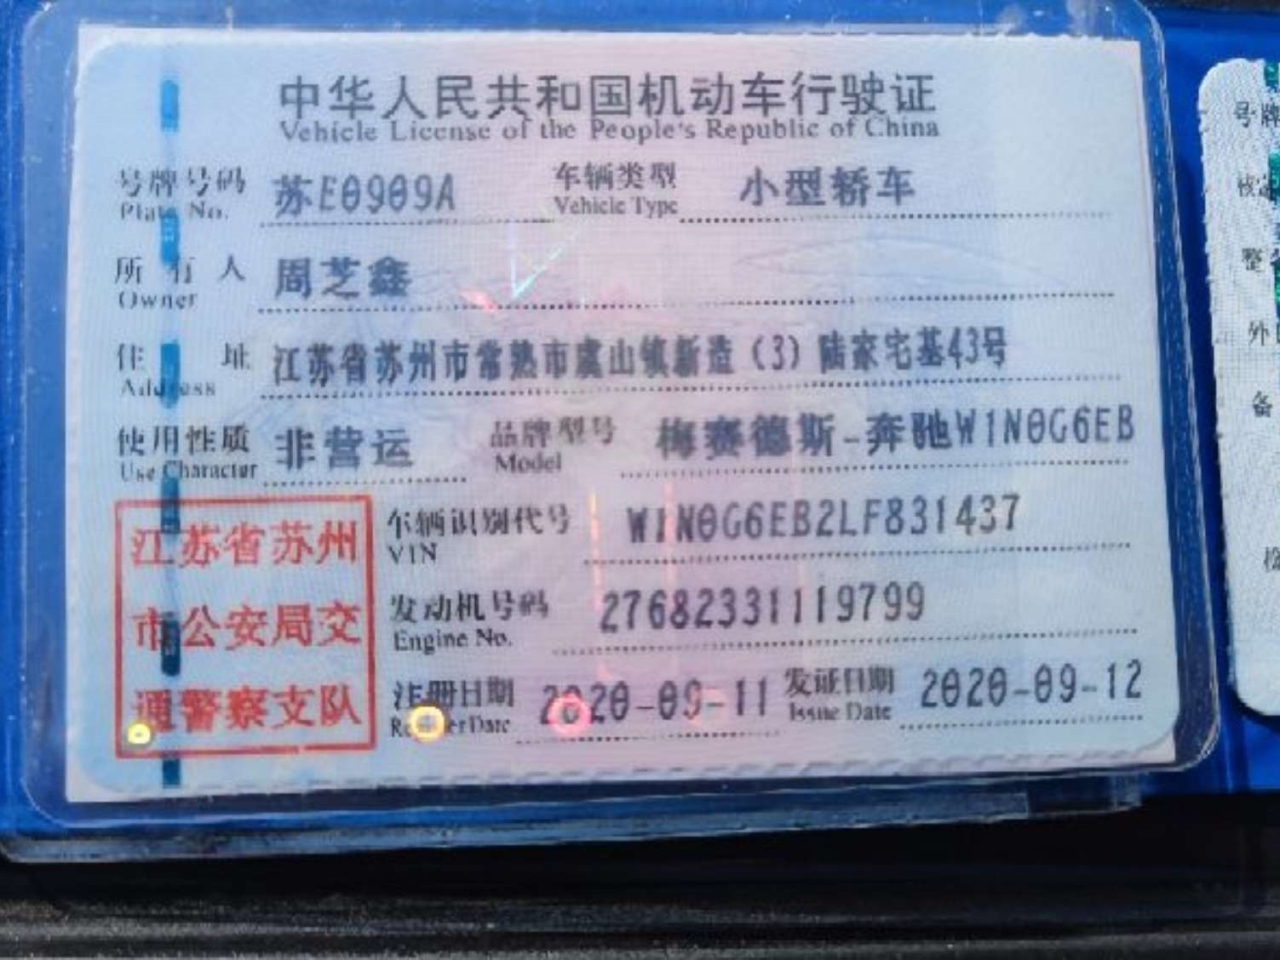 中华人民共和国机动车行驶证
Vehicle License of the People's Republic of China
号牌号码 苏E0909A 车辆类型 小型轿车
Plate No. Vehicle Type
所有人 周芝鑫
Owner
住址 江苏省苏州市常熟市虞山镇新造(3)陆家宅基43号
Address
使用性质 非营运 品牌型号 梅赛德斯-奔驰W1N0G6EB
Use Character Model
江苏省苏州
市公安局交
通警察支队
车辆识别代号 W1N0G6EB2LF831437
VIN
发动机号码 27682331119799
Engine No.
注册日期 2020-09-11 发证日期 2020-09-12
Register Date Issue Date
号牌
整
外
备